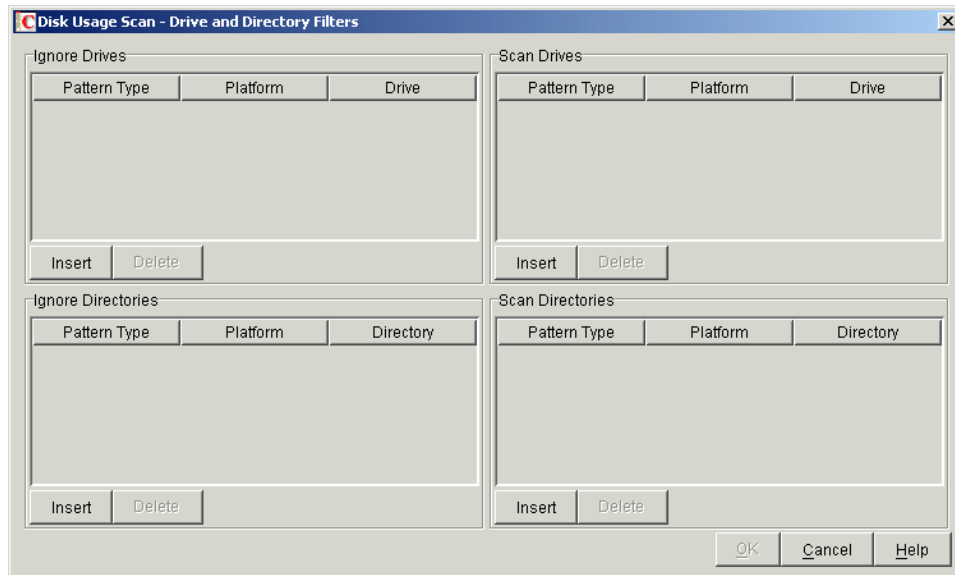 Disk Usage Scan - Drive and Directory Filters
Ignore Drives
Pattern Type Platform Drive
Insert Delete
Scan Drives
Pattern Type Platform Drive
Insert Delete
Ignore Directories
Pattern Type Platform Directory
Insert Delete
Scan Directories
Pattern Type Platform Directory
Insert Delete
OK Cancel Help